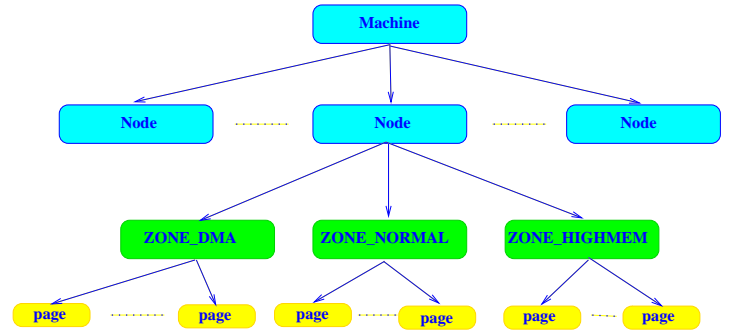 Machine
Node ........... Node ........... Node
ZONE_DMA ZONE_NORMAL ZONE_HIGHMEM
page ........... page page ........ page page ..... page